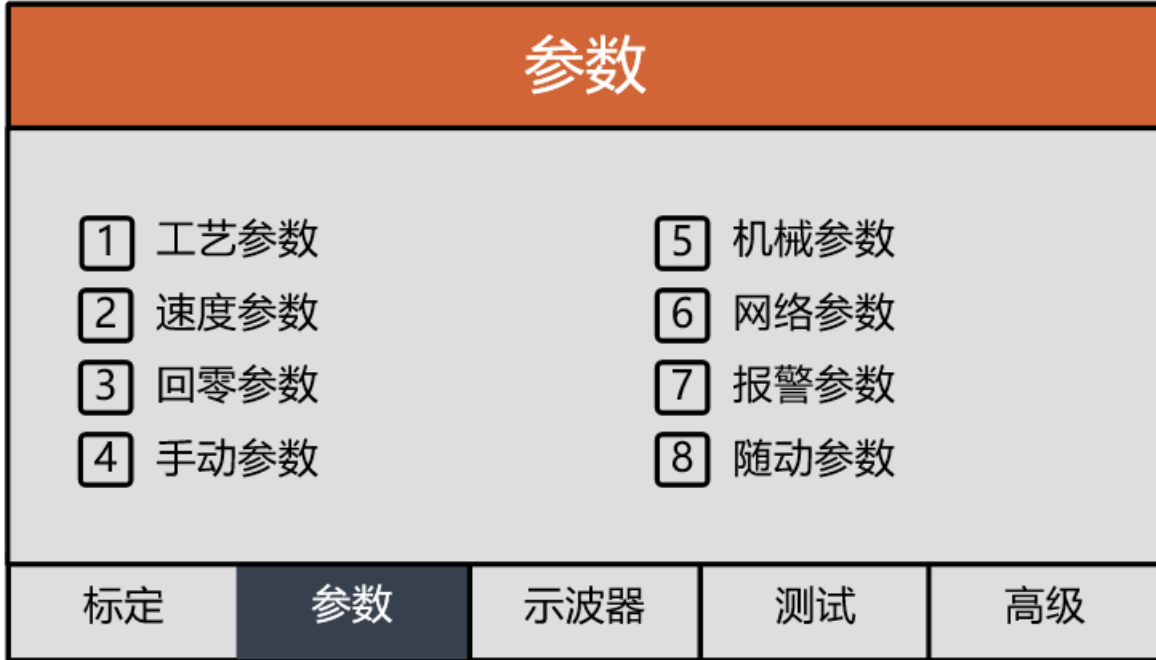 参数
1 工艺参数
2 速度参数
3 回零参数
4 手动参数
5 机械参数
6 网络参数
7 报警参数
8 随动参数
标定 参数 示波器 测试 高级